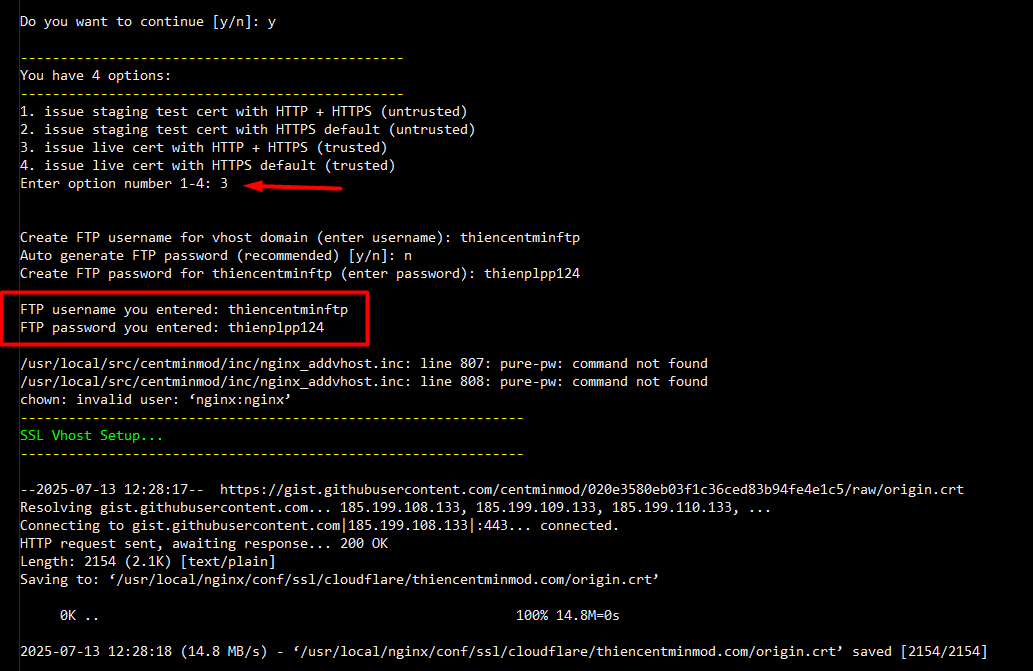 Do you want to continue [y/n]: y
------------------------------------------------
You have 4 options:
------------------------------------------------
1. issue staging test cert with HTTP + HTTPS (untrusted)
2. issue staging test cert with HTTPS default (untrusted)
3. issue live cert with HTTP + HTTPS (trusted)
4. issue live cert with HTTPS default (trusted)
Enter option number 1-4: 3
Create FTP username for vhost domain (enter username): thiencentminftp
Auto generate FTP password (recommended) [y/n]: n
Create FTP password for thiencentminftp (enter password): thienplpp124
FTP username you entered: thiencentminftp
FTP password you entered: thienplpp124
/usr/local/src/centminmod/inc/nginx_addvhost.inc: line 807: pure-pw: command not found
/usr/local/src/centminmod/inc/nginx_addvhost.inc: line 808: pure-pw: command not found
chown: invalid user: ‘nginx:nginx’
---------------------------------------------------------------
SSL Vhost Setup...
---------------------------------------------------------------
--2025-07-13 12:28:17--  https://gist.githubusercontent.com/centminmod/020e3580eb03f1c36ced83b94fe4e1c5/raw/origin.crt
Resolving gist.githubusercontent.com... 185.199.108.133, 185.199.109.133, 185.199.110.133, ...
Connecting to gist.githubusercontent.com|185.199.108.133|:443... connected.
HTTP request sent, awaiting response... 200 OK
Length: 2154 (2.1K) [text/plain]
Saving to: ‘/usr/local/nginx/conf/ssl/cloudflare/thiencentminmod.com/origin.crt’
0K .. 100% 14.8M=0s
2025-07-13 12:28:18 (14.8 MB/s) - ‘/usr/local/nginx/conf/ssl/cloudflare/thiencentminmod.com/origin.crt’ saved [2154/2154]